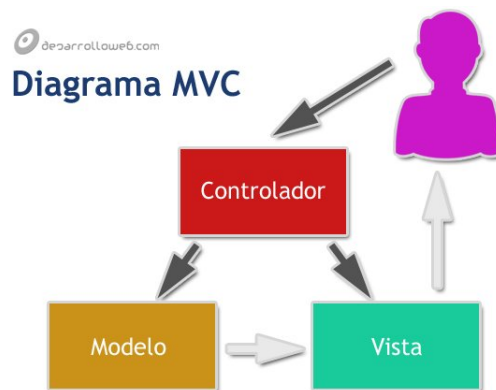 desarrolloweb.com
Diagrama MVC
Controlador
Modelo
Vista